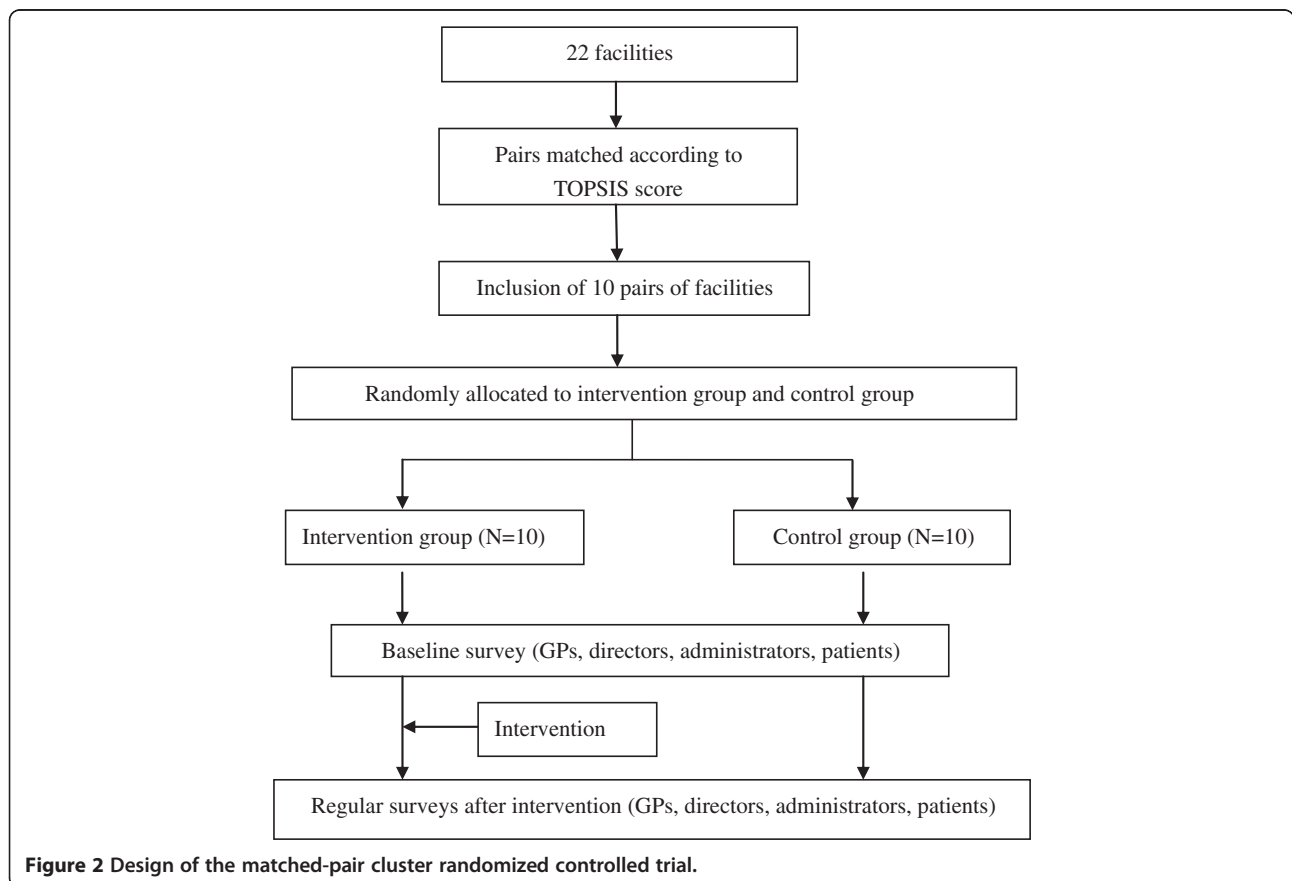 22 facilities
Pairs matched according to
TOPSIS score
Inclusion of 10 pairs of facilities
Randomly allocated to intervention group and control group
Intervention group (N=10)
Control group (N=10)
Baseline survey (GPs, directors, administrators, patients)
Intervention
Regular surveys after intervention (GPs, directors, administrators, patients)
Figure 2 Design of the matched-pair cluster randomized controlled trial.